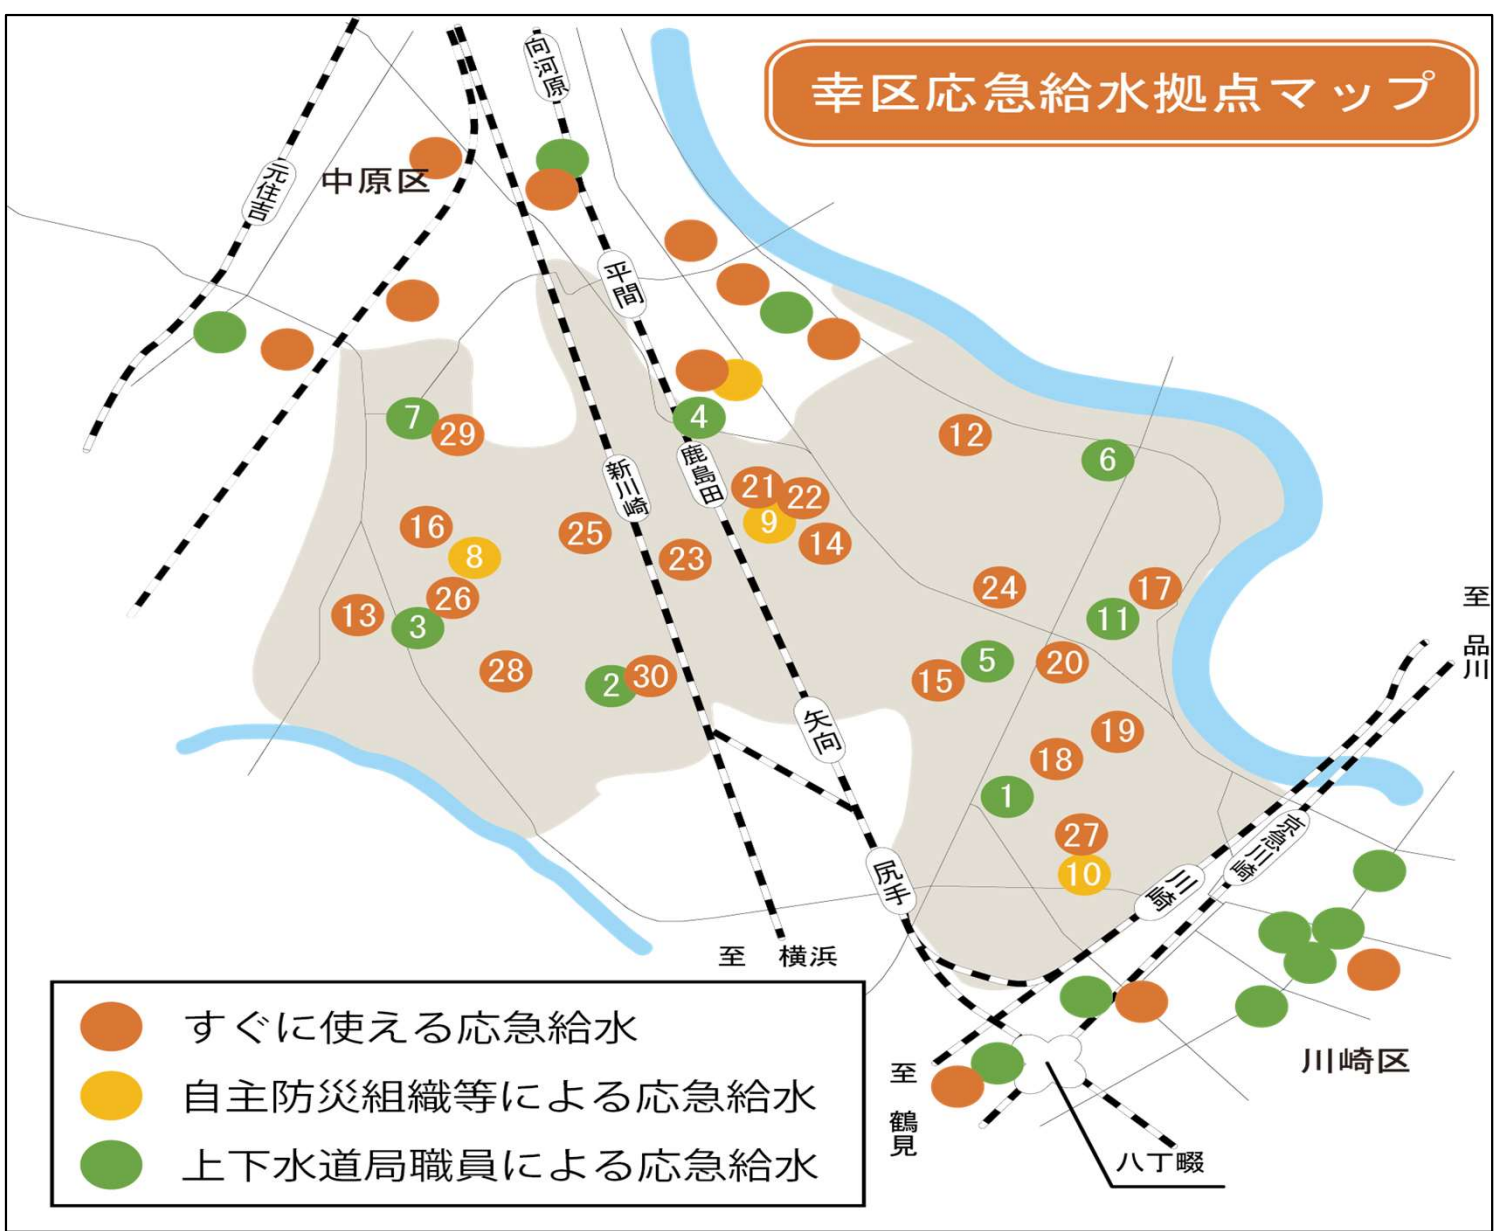 幸区応急給水拠点マップ
向河原
元住吉
中原区
平間
7
29
4
12
6
新川崎
鹿島田
21
22
9
14
16
8
25
23
13
3
26
24
17
11
至 品川
28
2
30
15
5
20
矢向
19
18
1
27
10
京急川崎
川崎
尻手
至 横浜
すぐに使える応急給水
自主防災組織等による応急給水
上下水道局職員による応急給水
至 鶴見
川崎区
八丁畷